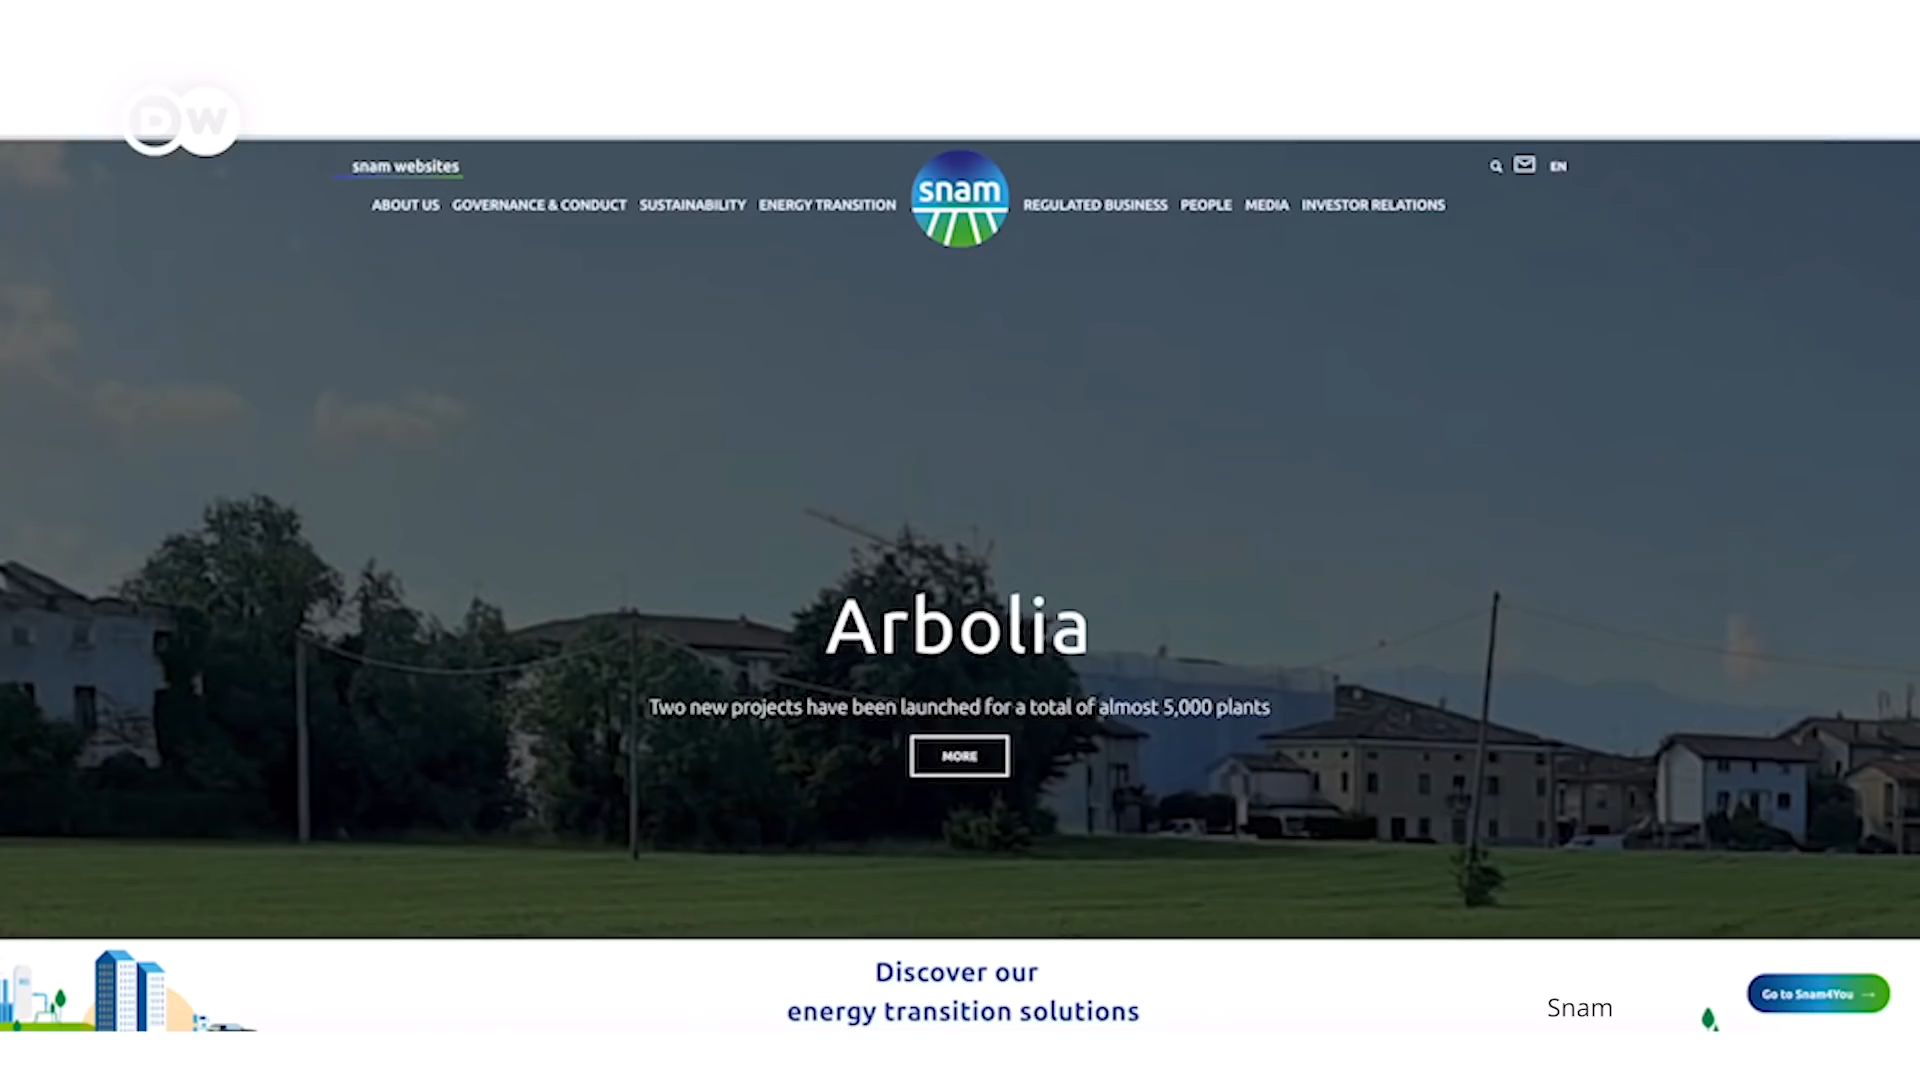 DW
snam websites
EN
ABOUT US GOVERNANCE & CONDUCT SUSTAINABILITY ENERGY TRANSITION snam REGULATED BUSINESS PEOPLE MEDIA INVESTOR RELATIONS
Arbolia
Two new projects have been launched for a total of almost 5,000 plants
MORE
Discover our
energy transition solutions
Go to Snam4You →
Snam